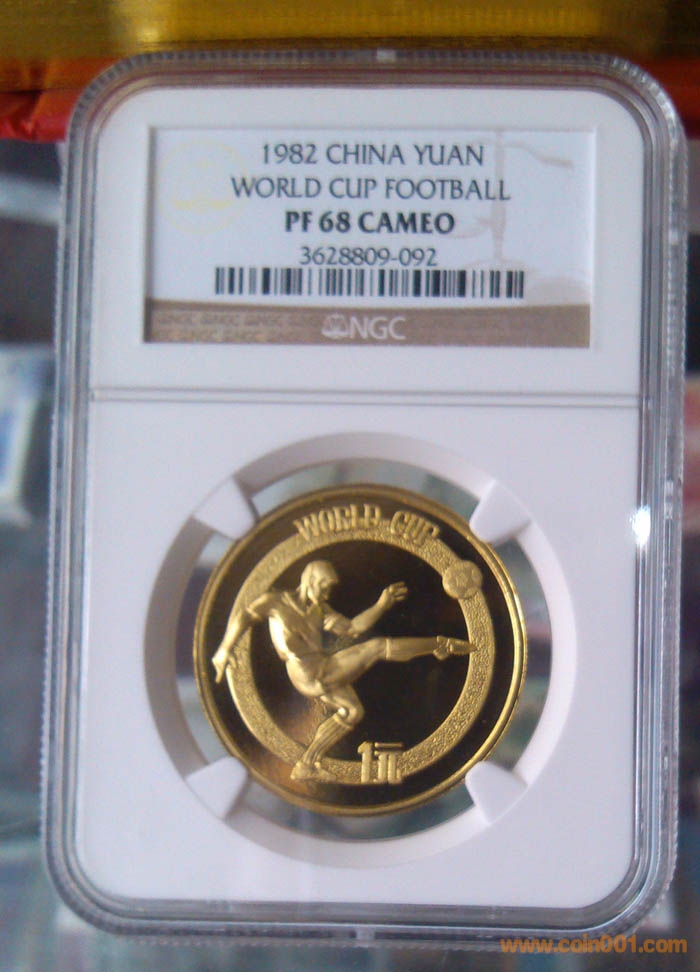 1982 CHINA YUAN
WORLD CUP FOOTBALL
PF 68 CAMEO
3628809-092
NGC
WORLD CUP
1元
www.coin001.com